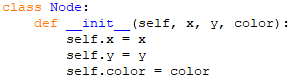 class Node:
    def __init__(self, x, y, color):
        self.x = x
        self.y = y
        self.color = color